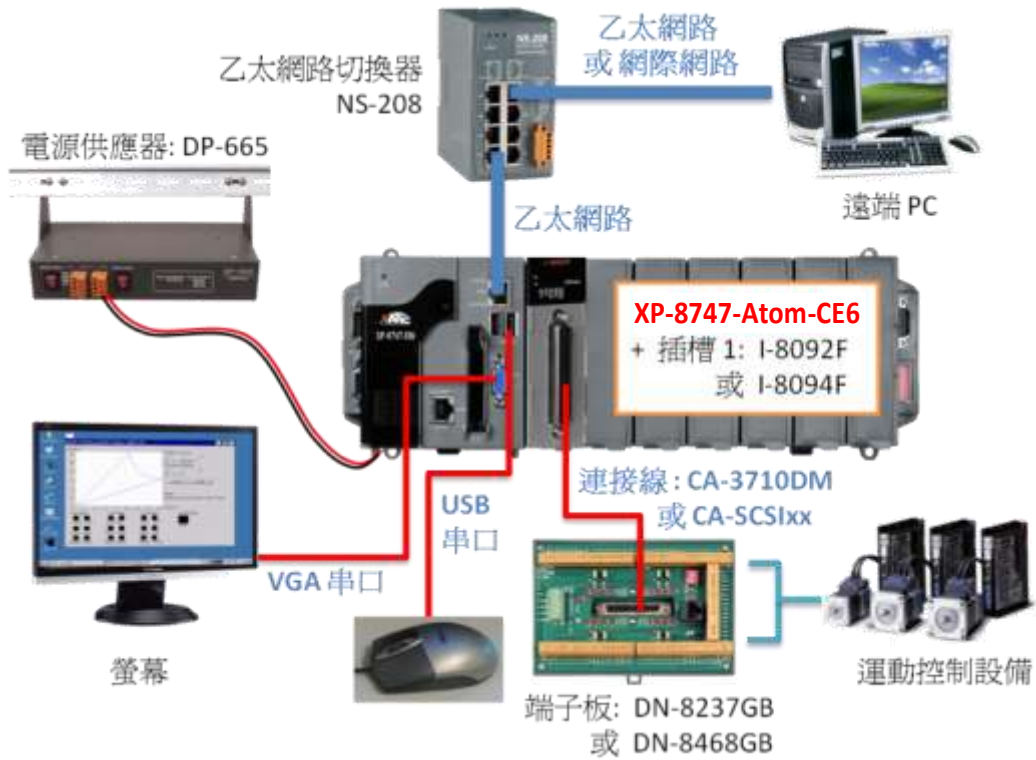 乙太網路切換器
NS-208
NS-208
乙太網路
或 網際網路
遠端 PC
電源供應器: DP-665
乙太網路
XP-8747-Atom-CE6
+ 插槽 1: I-8092F
或 I-8094F
連接線 : CA-3710DM
或 CA-SCSIxx
USB
串口
VGA 串口
螢幕
端子板: DN-8237GB
或 DN-8468GB
運動控制設備